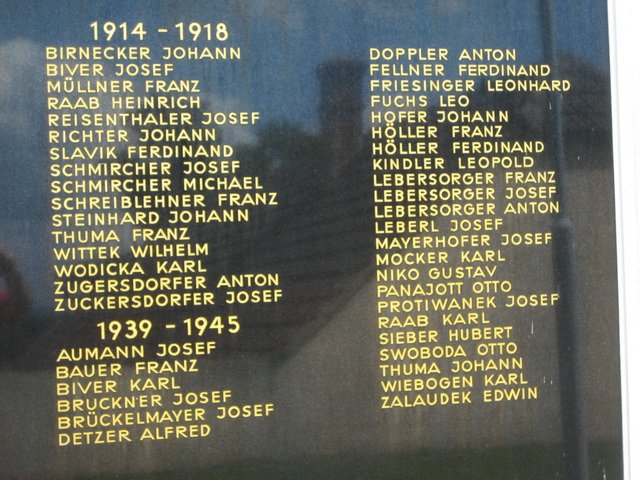 1914 - 1918
BIRNECKER JOHANN
BIVER JOSEF
MÜLLNER FRANZ
RAAB HEINRICH
REISENTHALER JOSEF
RICHTER JOHANN
SLAVIK FERDINAND
SCHMIRCHER JOSEF
SCHMIRCHER MICHAEL
SCHREIBLEHNER FRANZ
STEINHARD JOHANN
THUMA FRANZ
WITTEK WILHELM
WODICKA KARL
ZUGERSDORFER ANTON
ZUCKERSDORFER JOSEF
1939 - 1945
AUMANN JOSEF
BAUER FRANZ
BIVER KARL
BRUCKNER JOSEF
BRÜCKELMAYER JOSEF
DETZER ALFRED
DOPPLER ANTON
FELLNER FERDINAND
FRIESINGER LEONHARD
FUCHS LEO
HOFER JOHANN
HÖLLER FRANZ
HÖLLER FERDINAND
KINDLER LEOPOLD
LEBERSORGER FRANZ
LEBERSORGER JOSEF
LEBERSORGER ANTON
LEBERL JOSEF
MAYERHOFER JOSEF
MOCKER KARL
NIKO GUSTAV
PANAJOTT OTTO
PROTIWANEK JOSEF
RAAB KARL
SIEBER HUBERT
SWOBODA OTTO
THUMA JOHANN
WIEBOGEN KARL
ZALAUDEK EDWIN